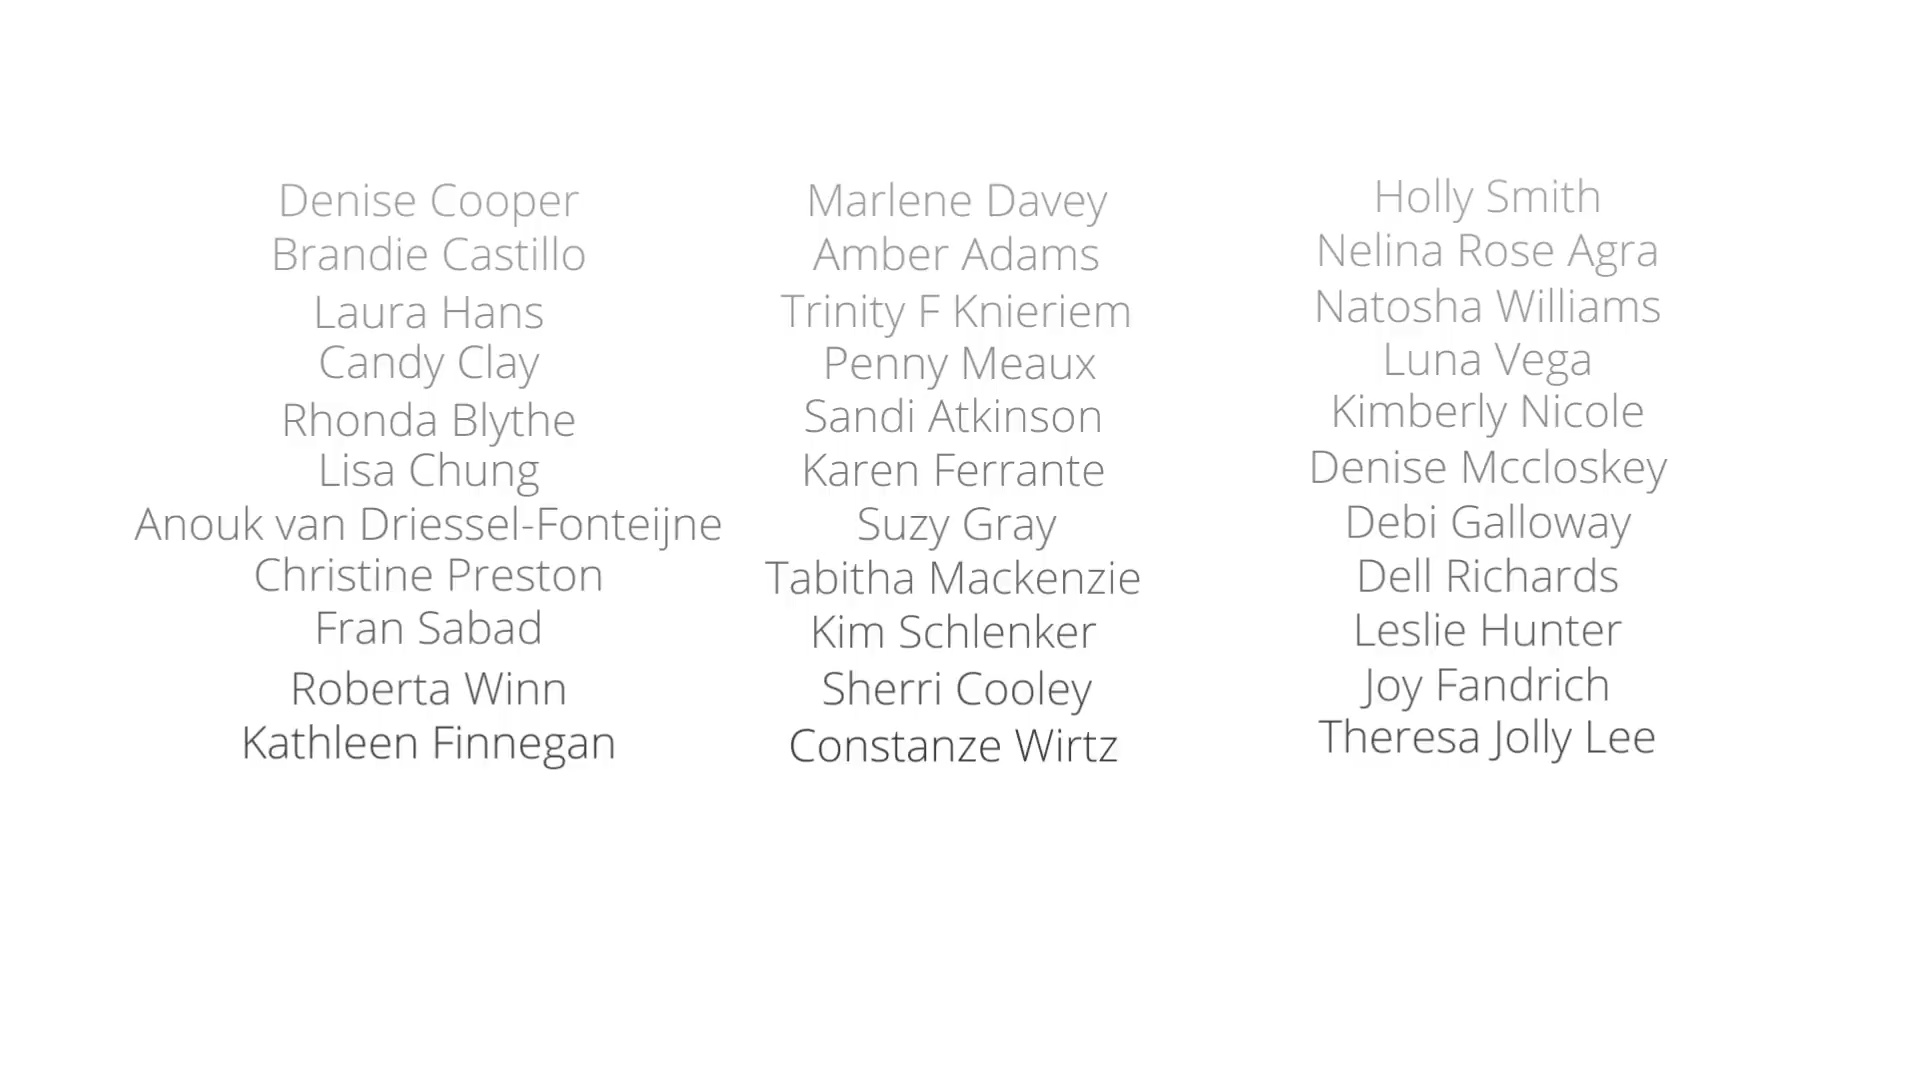 Denise Cooper
Brandie Castillo
Laura Hans
Candy Clay
Rhonda Blythe
Lisa Chung
Anouk van Driessel-Fonteijne
Christine Preston
Fran Sabad
Roberta Winn
Kathleen Finnegan
Marlene Davey
Amber Adams
Trinity F Knieriem
Penny Meaux
Sandi Atkinson
Karen Ferrante
Suzy Gray
Tabitha Mackenzie
Kim Schlenker
Sherri Cooley
Constanze Wirtz
Holly Smith
Nelina Rose Agra
Natosha Williams
Luna Vega
Kimberly Nicole
Denise Mccloskey
Debi Galloway
Dell Richards
Leslie Hunter
Joy Fandrich
Theresa Jolly Lee